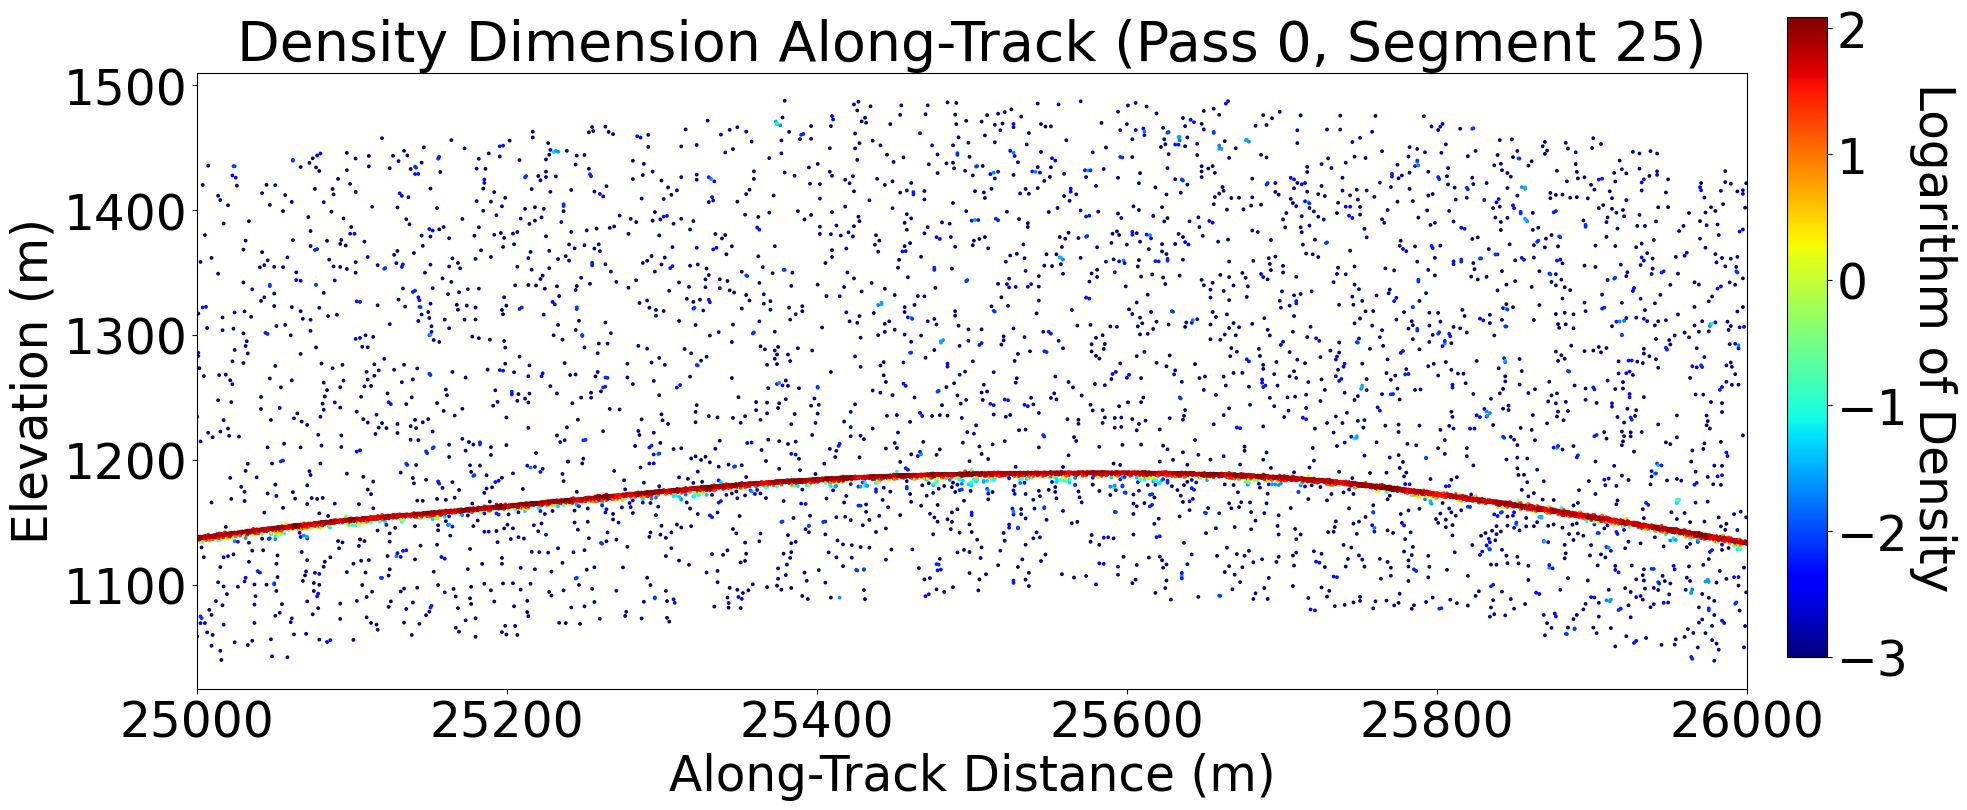 Density Dimension Along-Track (Pass 0, Segment 25)
1500
1400
1300
1200
1100
Elevation (m)
25000 25200 25400 25600 25800 26000
Along-Track Distance (m)
2
1
0
−1
−2
−3
Logarithm of Density